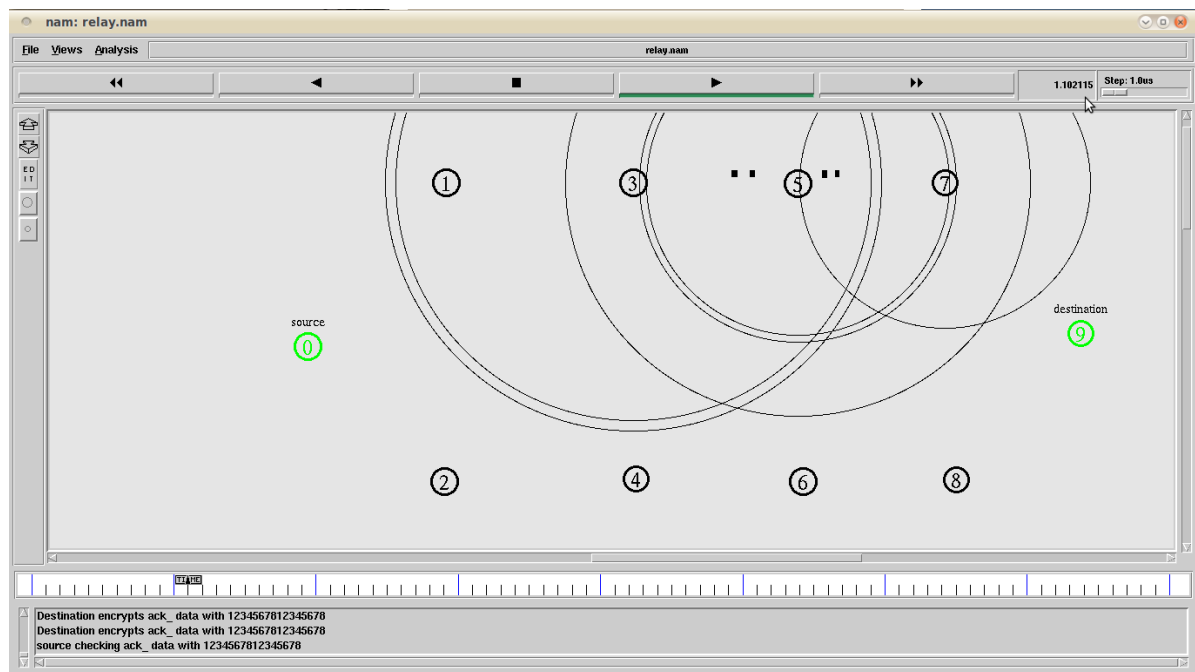 nam: relay.nam
File Views Analysis relay.nam
1.102115 Step: 1.0us
E D
I T
1 3 5 7
source
0
destination
9
2 4 6 8
TIME
Destination encrypts ack_ data with 1234567812345678
Destination encrypts ack_ data with 1234567812345678
source checking ack_ data with 1234567812345678